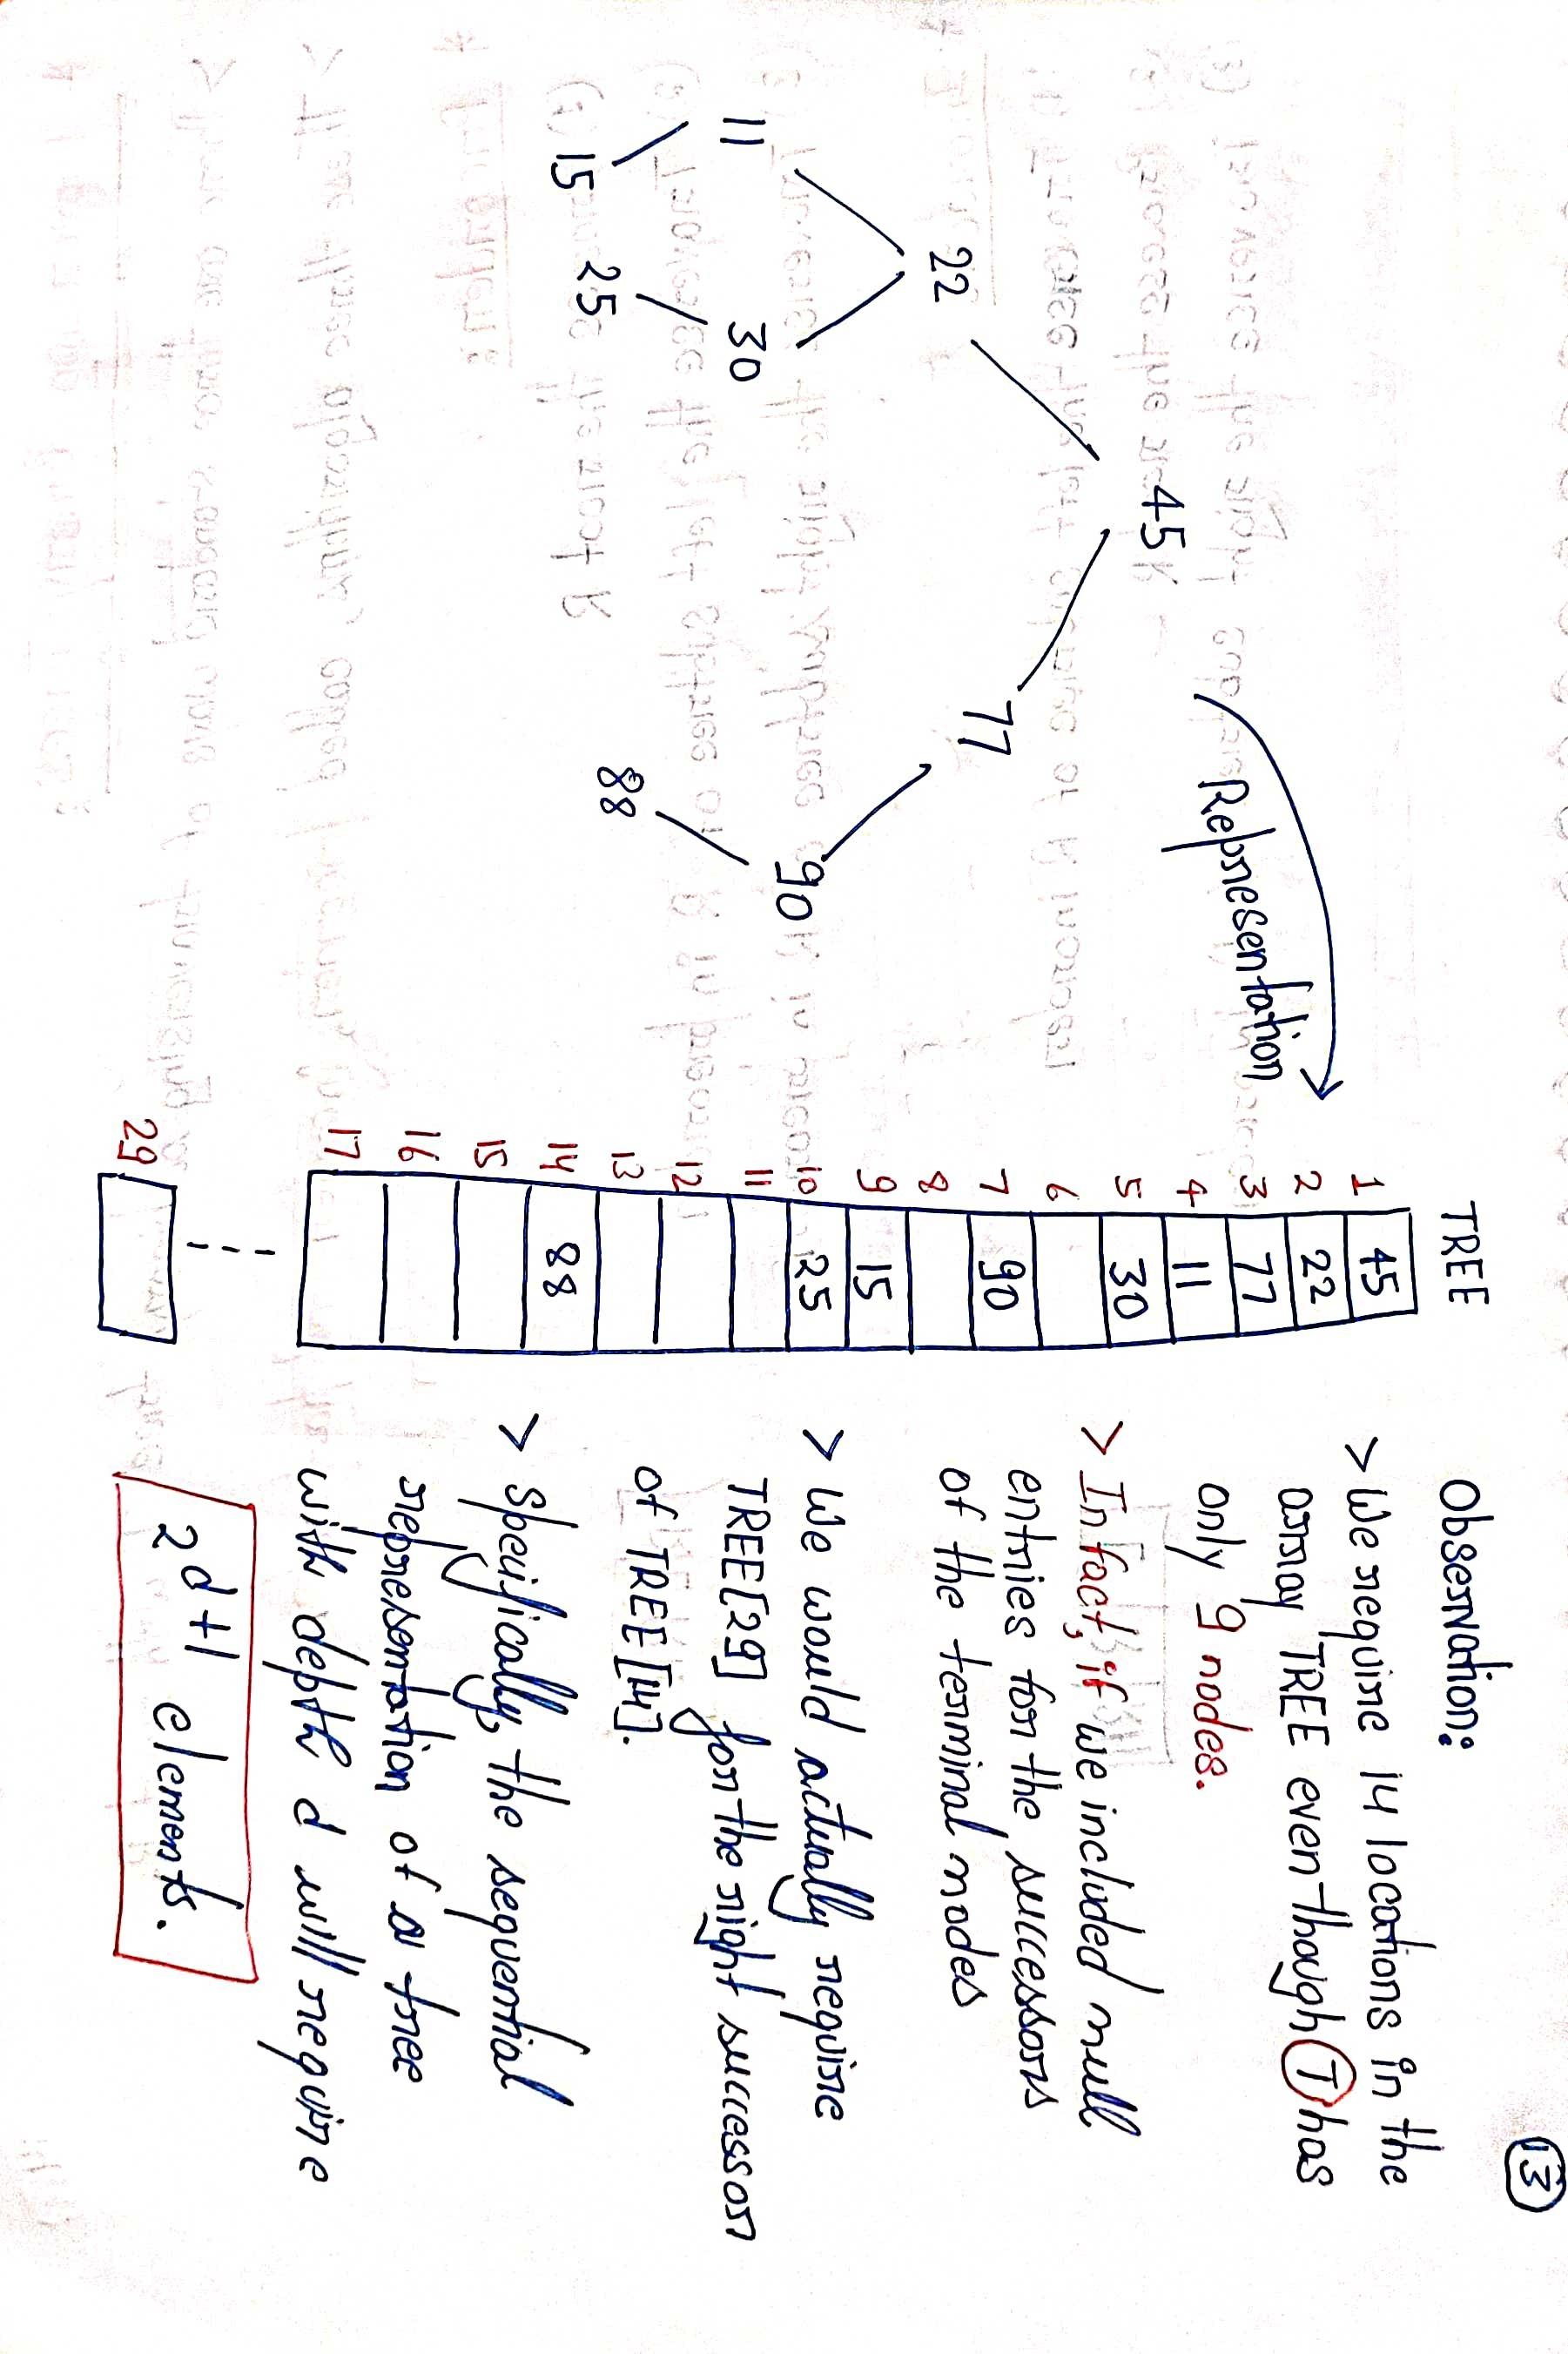 13
45
22
77
11
30
90
15
25
88
Representation
TREE
1 45
2 22
3 77
4 11
5 30
6
7 90
8
9 15
10 25
11
12
13
14 88
15
16
17
29
Observation:
> We require 14 locations in the
array TREE even though T has
only 9 nodes.
> In fact, if we included null
entries for the successors
of the terminal nodes
> We would actually require
TREE[29] for the right successor
of TREE[14].
> Specifically, the sequential
representation of a tree
with depth d will require
2^d+1 elements.